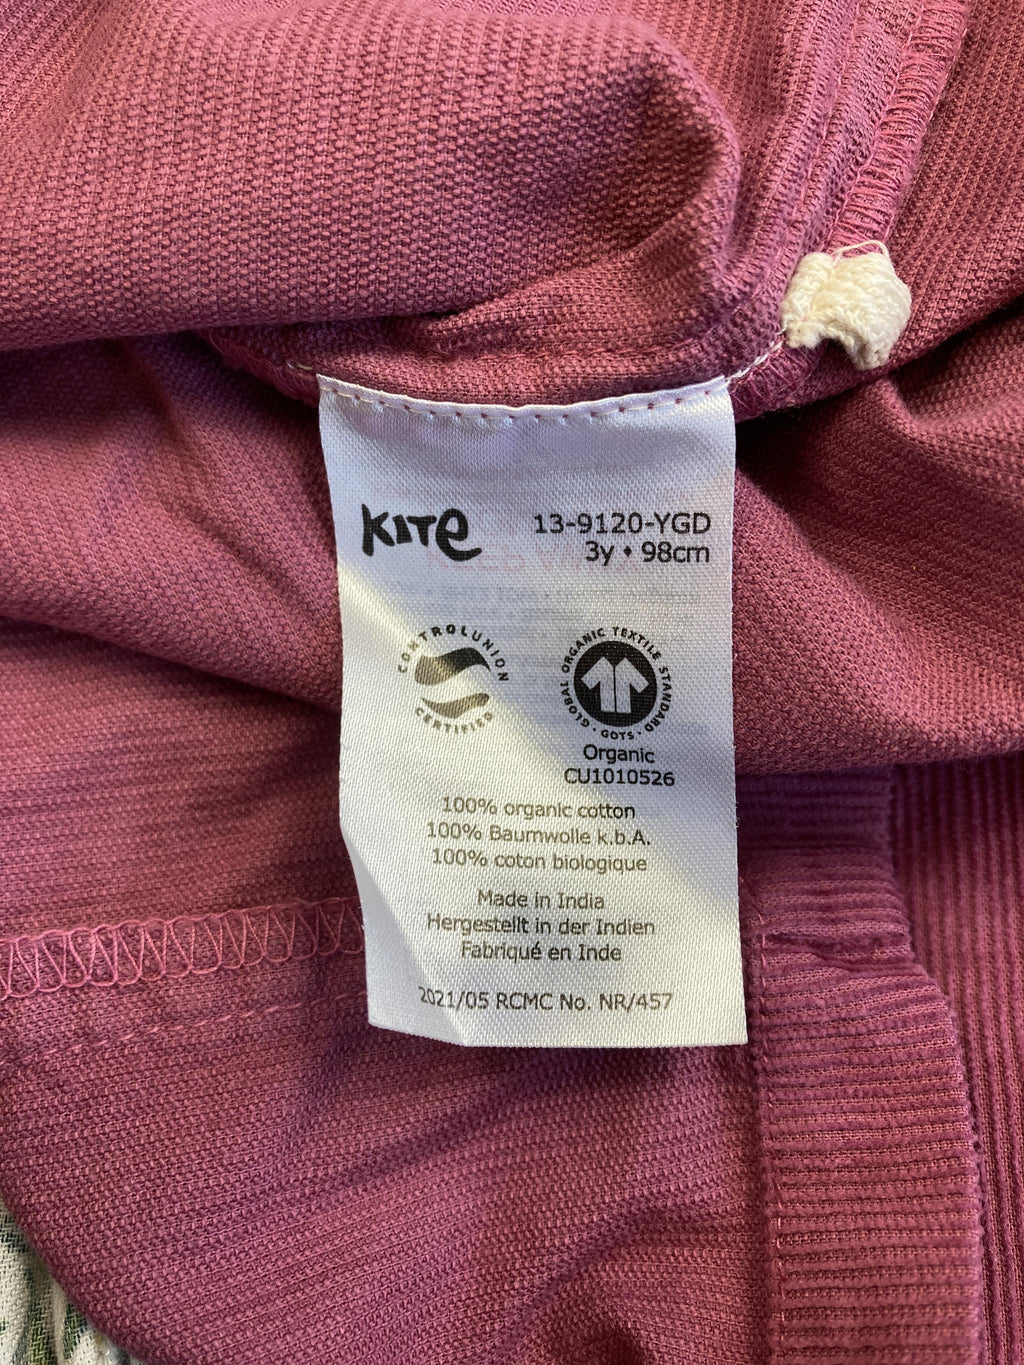 KITe
13-9120-YGD
3y • 98cm
CONTROLUNION
CERTIFIED
GLOBAL ORGANIC TEXTILE STANDARD
· GOTS ·
Organic
CU1010526
100% organic cotton
100% Baumwolle k.b.A.
100% coton biologique
Made in India
Hergestellt in der Indien
Fabriqué en Inde
2021/05 RCMC No. NR/457